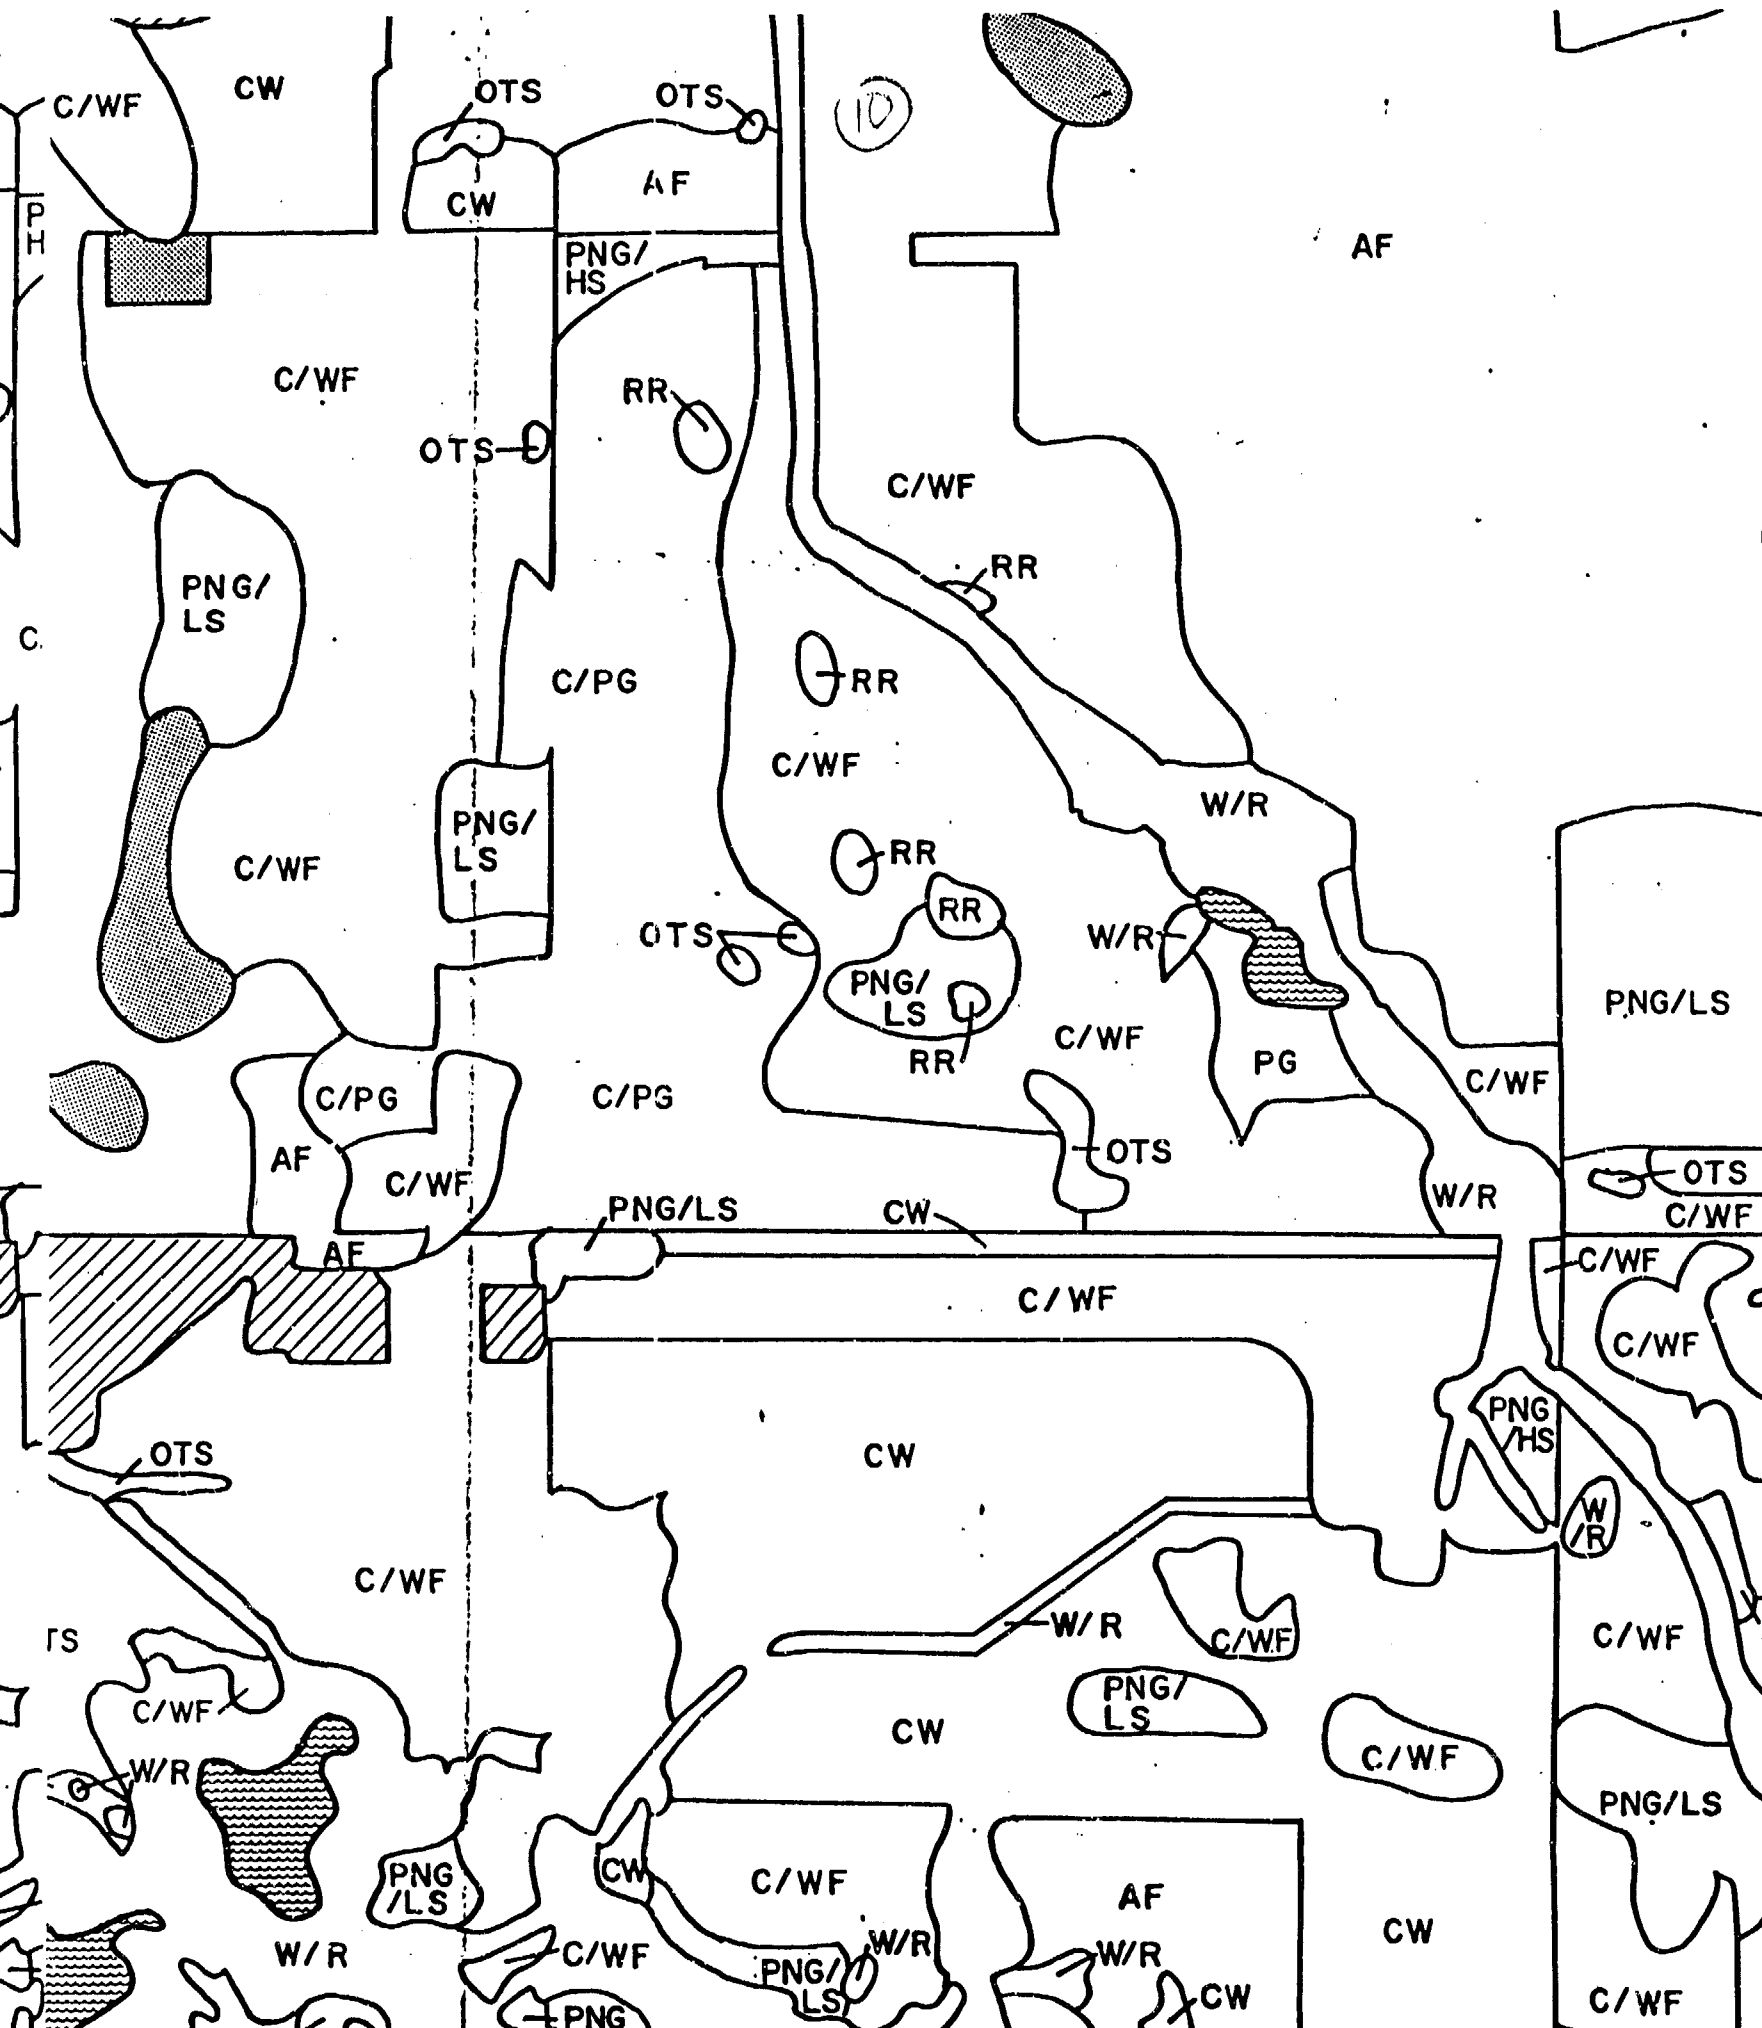 CW
OTS
OTS
C/WF
10
AF
CW
P
H
AF
PNG/
HS
C/WF
RR
OTS
C/WF
RR
PNG/
LS
C
C/PG
RR
C/WF
W/R
PNG/
LS
RR
C/WF
RR
OTS
W/R
PNG/
LS
PNG/LS
C/WF
RR
PG
C/WF
C/PG
C/PG
OTS
AF
OTS
C/WF
W/R
PNG/LS
CW
C/WF
AF
C/WF
C/WF
C/WF
PNG
/HS
OTS
CW
W
/R
C/WF
W/R
C/WF
C/WF
TS
PNG/
LS
C/WF
CW
C/WF
W/R
PNG/LS
PNG
/LS
CW
C/WF
AF
CW
W/R
C/WF
W/R
W/R
PNG/
LS
CW
C/WF
PNG